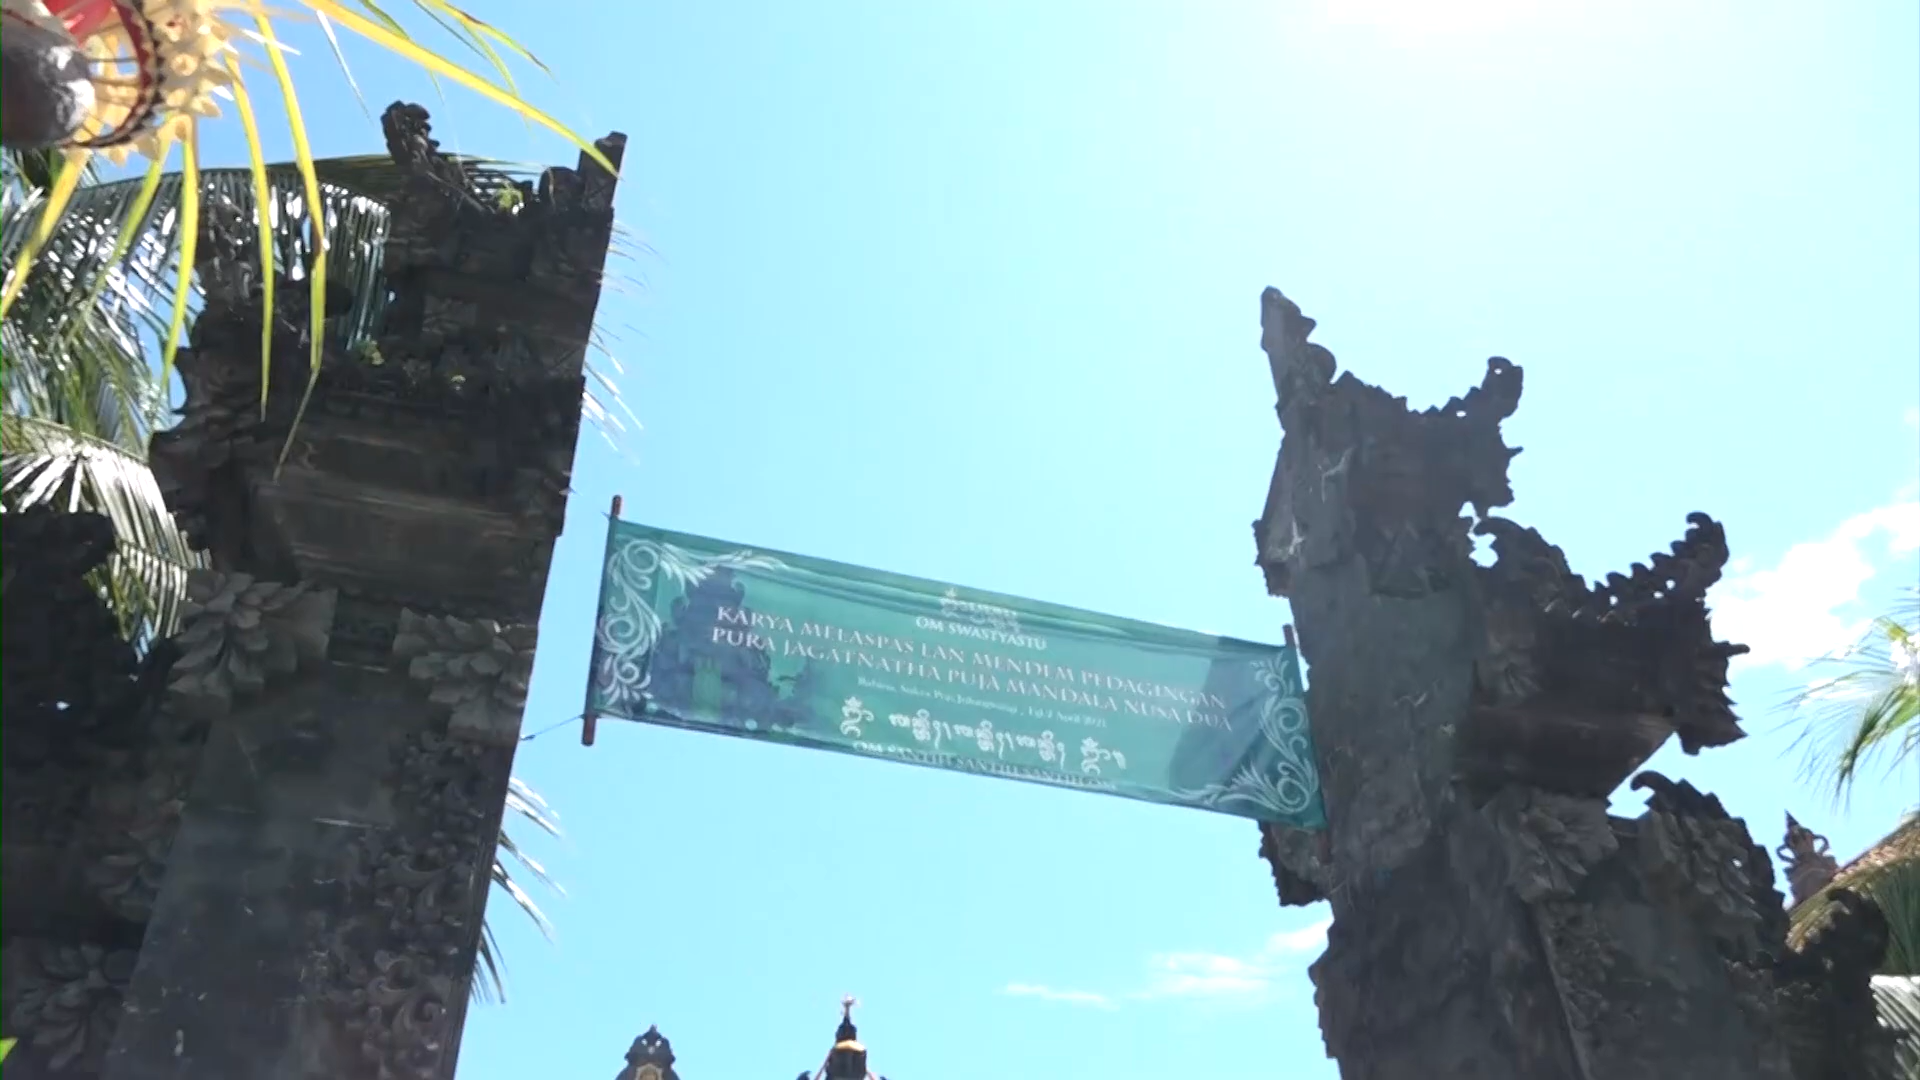 OM SWASTYASTU
KARYA MELASPAS LAN MENDEM PEDAGINGAN
PURA JAGATNATHA PUJA MANDALA NUSA DUA
OM SANTIH SANTIH SANTIH OM